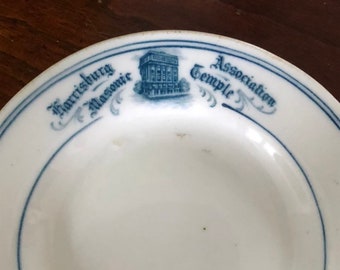 Harrisburg Association
Masonic Temple